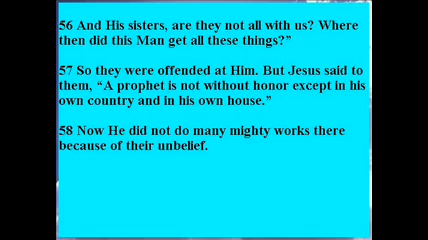 56 And His sisters, are they not all with us? Where
then did this Man get all these things?”
57 So they were offended at Him. But Jesus said to
them, “A prophet is not without honor except in his
own country and in his own house.”
58 Now He did not do many mighty works there
because of their unbelief.